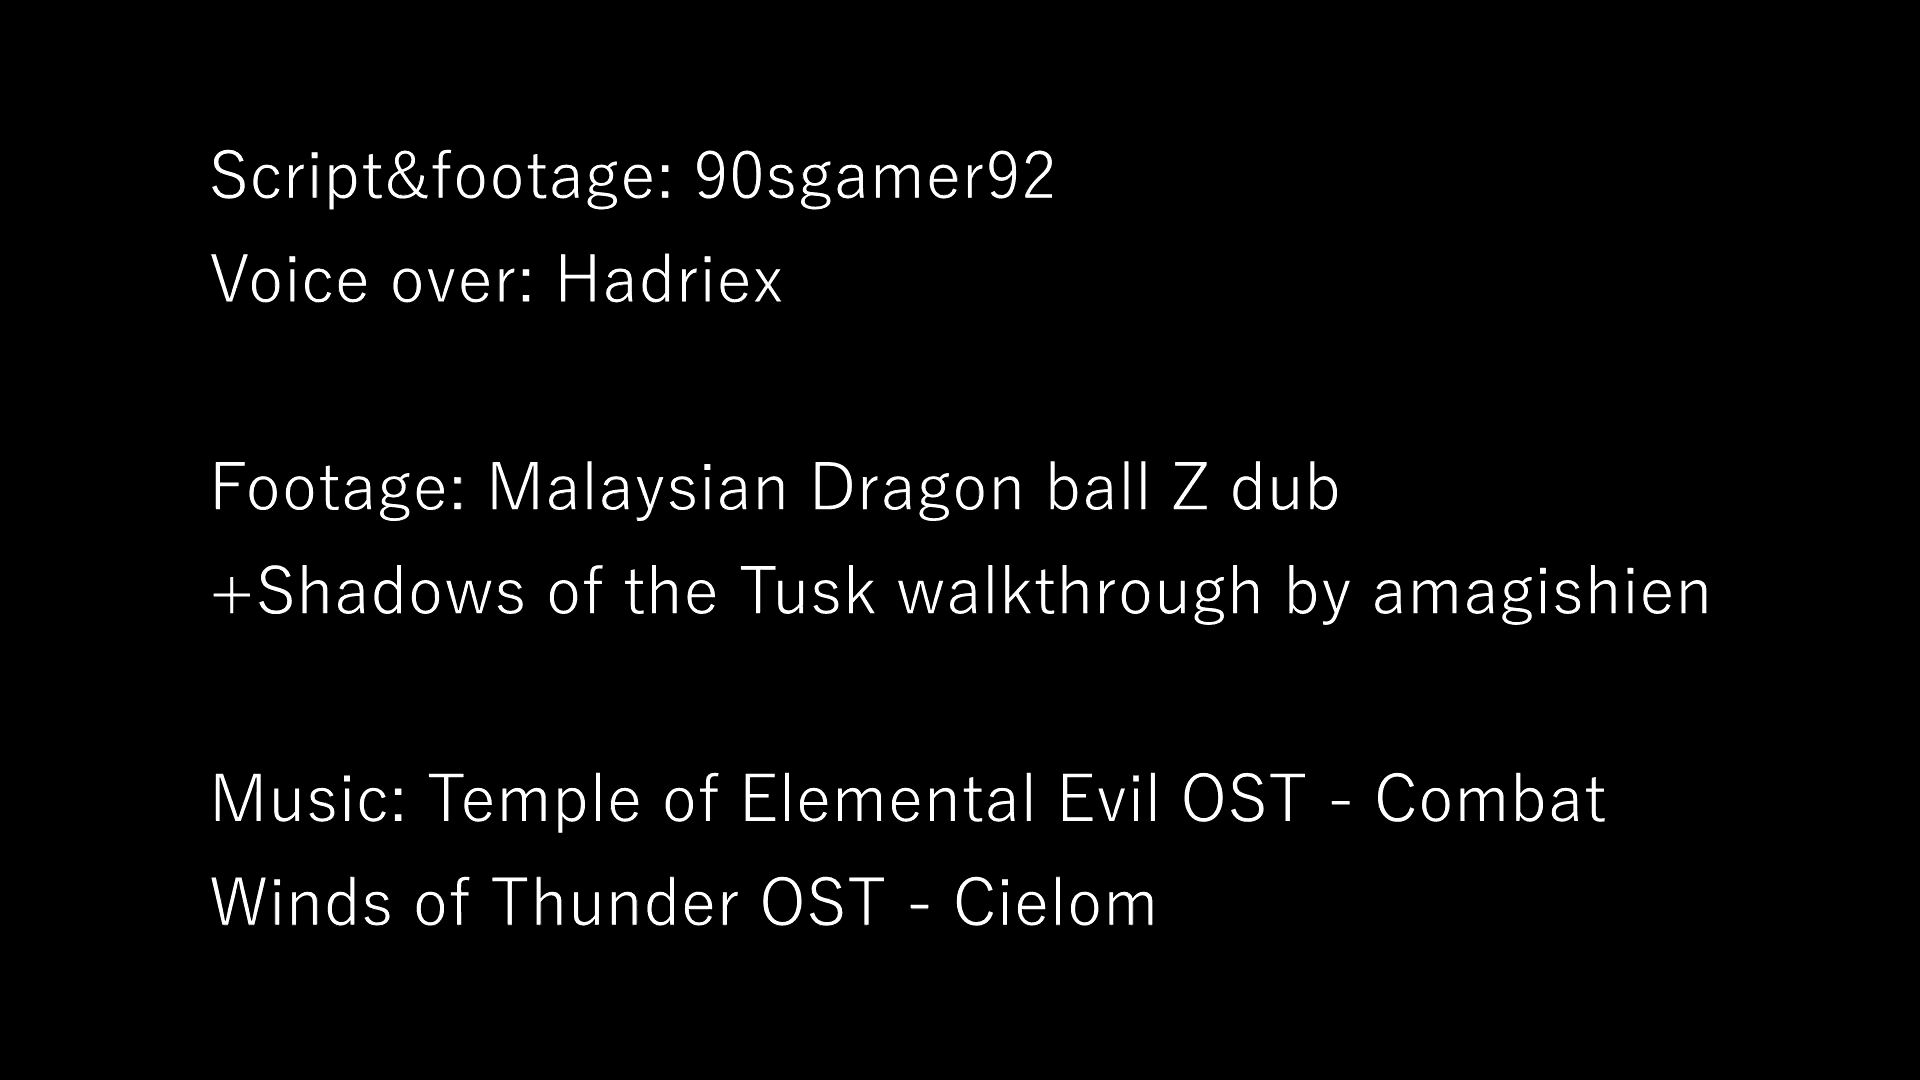 Script&footage: 90sgamer92
Voice over: Hadriex
Footage: Malaysian Dragon ball Z dub
+Shadows of the Tusk walkthrough by amagishien
Music: Temple of Elemental Evil OST - Combat
Winds of Thunder OST - Cielom